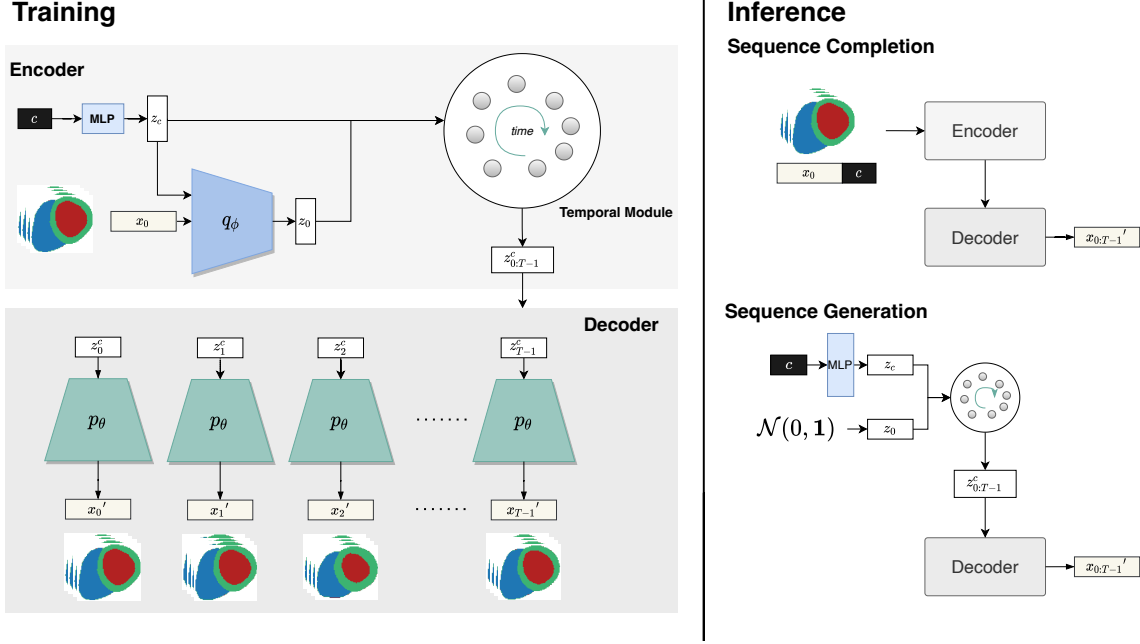 Training
Encoder
c
MLP
z_c
x_0
q_ϕ
z_0
time
Temporal Module
z^c_{0:T−1}
Decoder
z^c_0 z^c_1 z^c_2 z^c_{T−1}
p_θ p_θ p_θ ....... p_θ
x_0′ x_1′ x_2′ ....... x_{T−1}′
Inference
Sequence Completion
Encoder
x_0 c
Decoder
x_{0:T−1}′
Sequence Generation
c
MLP
z_c
𝒩(0, 𝟏)
z_0
z^c_{0:T−1}
Decoder
x_{0:T−1}′